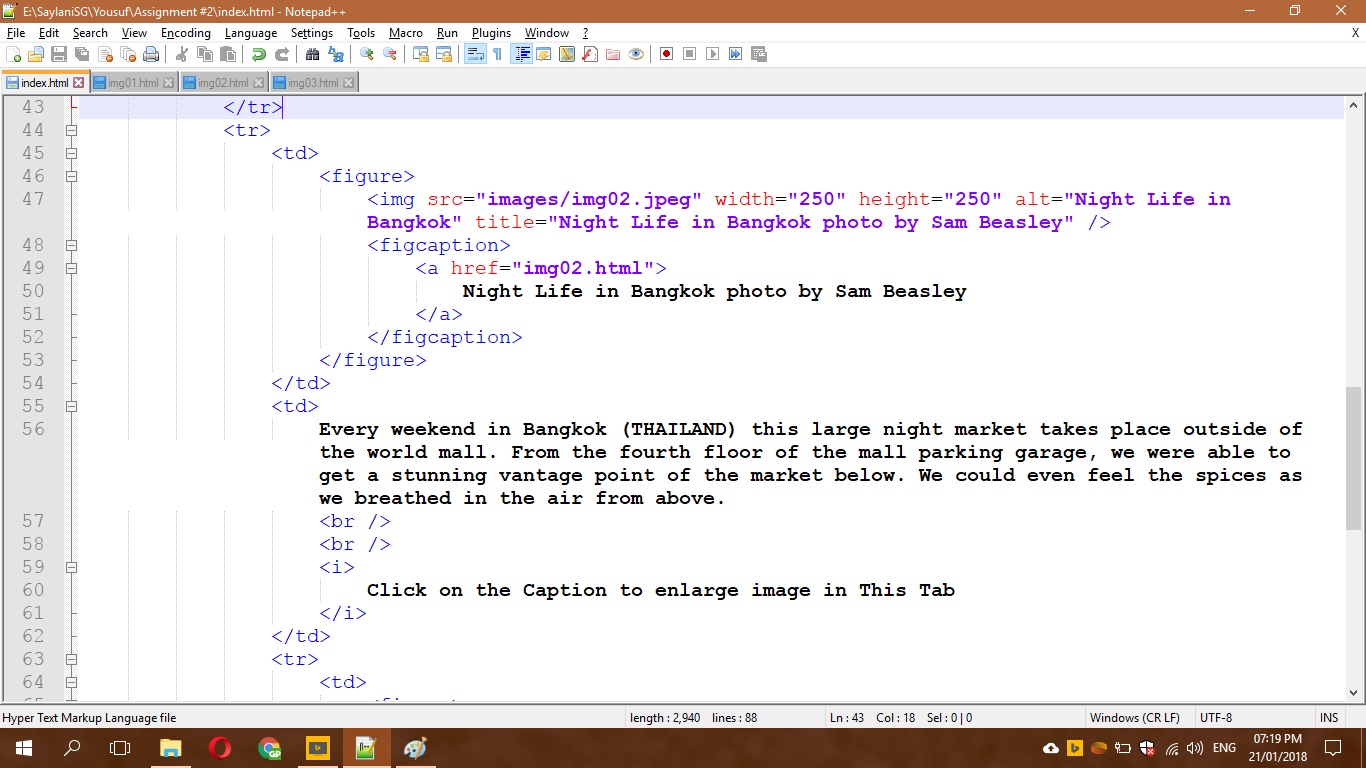 E:\SaylaniSG\Yousuf\Assignment #2\index.html - Notepad++
File Edit Search View Encoding Language Settings Tools Macro Run Plugins Window ? X
index.html img01.html img02.html img03.html
43 </tr>
44 <tr>
45 <td>
46 <figure>
47 <img src="images/img02.jpeg" width="250" height="250" alt="Night Life in
Bangkok" title="Night Life in Bangkok photo by Sam Beasley" />
48 <figcaption>
49 <a href="img02.html">
50 Night Life in Bangkok photo by Sam Beasley
51 </a>
52 </figcaption>
53 </figure>
54 </td>
55 <td>
56 Every weekend in Bangkok (THAILAND) this large night market takes place outside of
the world mall. From the fourth floor of the mall parking garage, we were able to
get a stunning vantage point of the market below. We could even feel the spices as
we breathed in the air from above.
57 <br />
58 <br />
59 <i>
60 Click on the Caption to enlarge image in This Tab
61 </i>
62 </td>
63 <tr>
64 <td>
Hyper Text Markup Language file length : 2,940 lines : 88 Ln : 43 Col : 18 Sel : 0 | 0 Windows (CR LF) UTF-8 INS
ENG 07:19 PM
21/01/2018